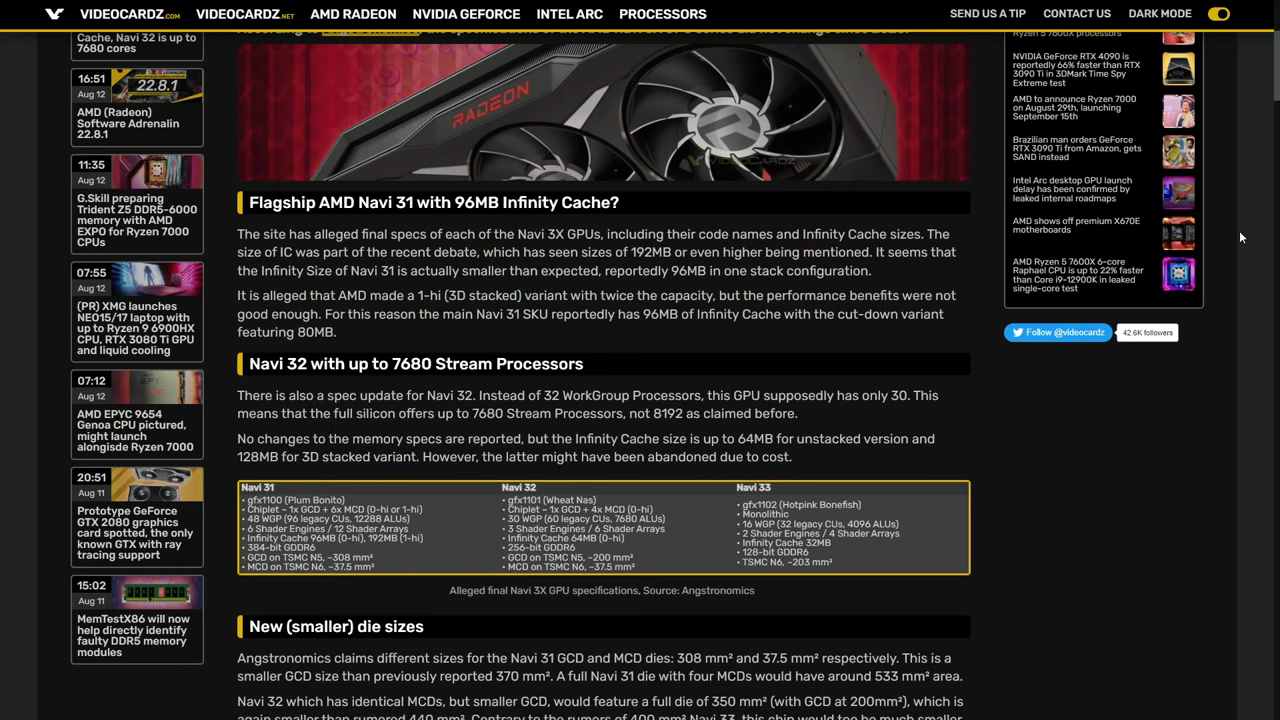 VIDEOCARDZ.COM
VIDEOCARDZ.NET
AMD RADEON
NVIDIA GEFORCE
INTEL ARC
PROCESSORS
SEND US A TIP
CONTACT US
DARK MODE
Cache, Navi 32 is up to
7680 cores
16:51
Aug 12
22.8.1
AMD (Radeon)
Software Adrenalin
22.8.1
11:35
Aug 12
G.Skill preparing
Trident Z5 DDR5-6000
memory with AMD
EXPO for Ryzen 7000
CPUs
07:55
Aug 12
(PR) XMG launches
NEO15/17 laptop with
up to Ryzen 9 6900HX
CPU, RTX 3080 Ti GPU
and liquid cooling
07:12
Aug 12
AMD EPYC 9654
Genoa CPU pictured,
might launch
alongisde Ryzen 7000
20:51
Aug 11
Prototype GeForce
GTX 2080 graphics
card spotted, the only
known GTX with ray
tracing support
15:02
Aug 11
MemTestX86 will now
help directly identify
faulty DDR5 memory
modules
RADEON
VIDEOCARDZ
Flagship AMD Navi 31 with 96MB Infinity Cache?
The site has alleged final specs of each of the Navi 3X GPUs, including their code names and Infinity Cache sizes. The
size of IC was part of the recent debate, which has seen sizes of 192MB or even higher being mentioned. It seems that
the Infinity Size of Navi 31 is actually smaller than expected, reportedly 96MB in one stack configuration.
It is alleged that AMD made a 1-hi (3D stacked) variant with twice the capacity, but the performance benefits were not
good enough. For this reason the main Navi 31 SKU reportedly has 96MB of Infinity Cache with the cut-down variant
featuring 80MB.
Navi 32 with up to 7680 Stream Processors
There is also a spec update for Navi 32. Instead of 32 WorkGroup Processors, this GPU supposedly has only 30. This
means that the full silicon offers up to 7680 Stream Processors, not 8192 as claimed before.
No changes to the memory specs are reported, but the Infinity Cache size is up to 64MB for unstacked version and
128MB for 3D stacked variant. However, the latter might have been abandoned due to cost.
Navi 31
• gfx1100 (Plum Bonito)
• Chiplet – 1x GCD + 6x MCD (0-hi or 1-hi)
• 48 WGP (96 legacy CUs, 12288 ALUs)
• 6 Shader Engines / 12 Shader Arrays
• Infinity Cache 96MB (0-hi), 192MB (1-hi)
• 384-bit GDDR6
• GCD on TSMC N5, ~308 mm²
• MCD on TSMC N6, ~37.5 mm²
Navi 32
• gfx1101 (Wheat Nas)
• Chiplet – 1x GCD + 4x MCD (0-hi)
• 30 WGP (60 legacy CUs, 7680 ALUs)
• 3 Shader Engines / 6 Shader Arrays
• Infinity Cache 64MB (0-hi)
• 256-bit GDDR6
• GCD on TSMC N5, ~200 mm²
• MCD on TSMC N6, ~37.5 mm²
Navi 33
• gfx1102 (Hotpink Bonefish)
• Monolithic
• 16 WGP (32 legacy CUs, 4096 ALUs)
• 2 Shader Engines / 4 Shader Arrays
• Infinity Cache 32MB
• 128-bit GDDR6
• TSMC N6, ~203 mm²
Alleged final Navi 3X GPU specifications, Source: Angstronomics
New (smaller) die sizes
Angstronomics claims different sizes for the Navi 31 GCD and MCD dies: 308 mm² and 37.5 mm² respectively. This is a
smaller GCD size than previously reported 370 mm². A full Navi 31 die with four MCDs would have around 533 mm² area.
Navi 32 which has identical MCDs, but smaller GCD, would feature a full die of 350 mm² (with GCD at 200mm²), which is
again smaller than rumored 440 mm². Contrary to the rumors of 400 mm² Navi 33, this chip would too be much smaller
Ryzen 5 7600X processors
NVIDIA GeForce RTX 4090 is
reportedly 66% faster than RTX
3090 Ti in 3DMark Time Spy
Extreme test
AMD to announce Ryzen 7000
on August 29th, launching
September 15th
Brazilian man orders GeForce
RTX 3090 Ti from Amazon, gets
SAND instead
Intel Arc desktop GPU launch
delay has been confirmed by
leaked internal roadmaps
AMD shows off premium X670E
motherboards
AMD Ryzen 5 7600X 6-core
Raphael CPU is up to 22% faster
than Core i9-12900K in leaked
single-core test
Follow @videocardz
42.6K followers